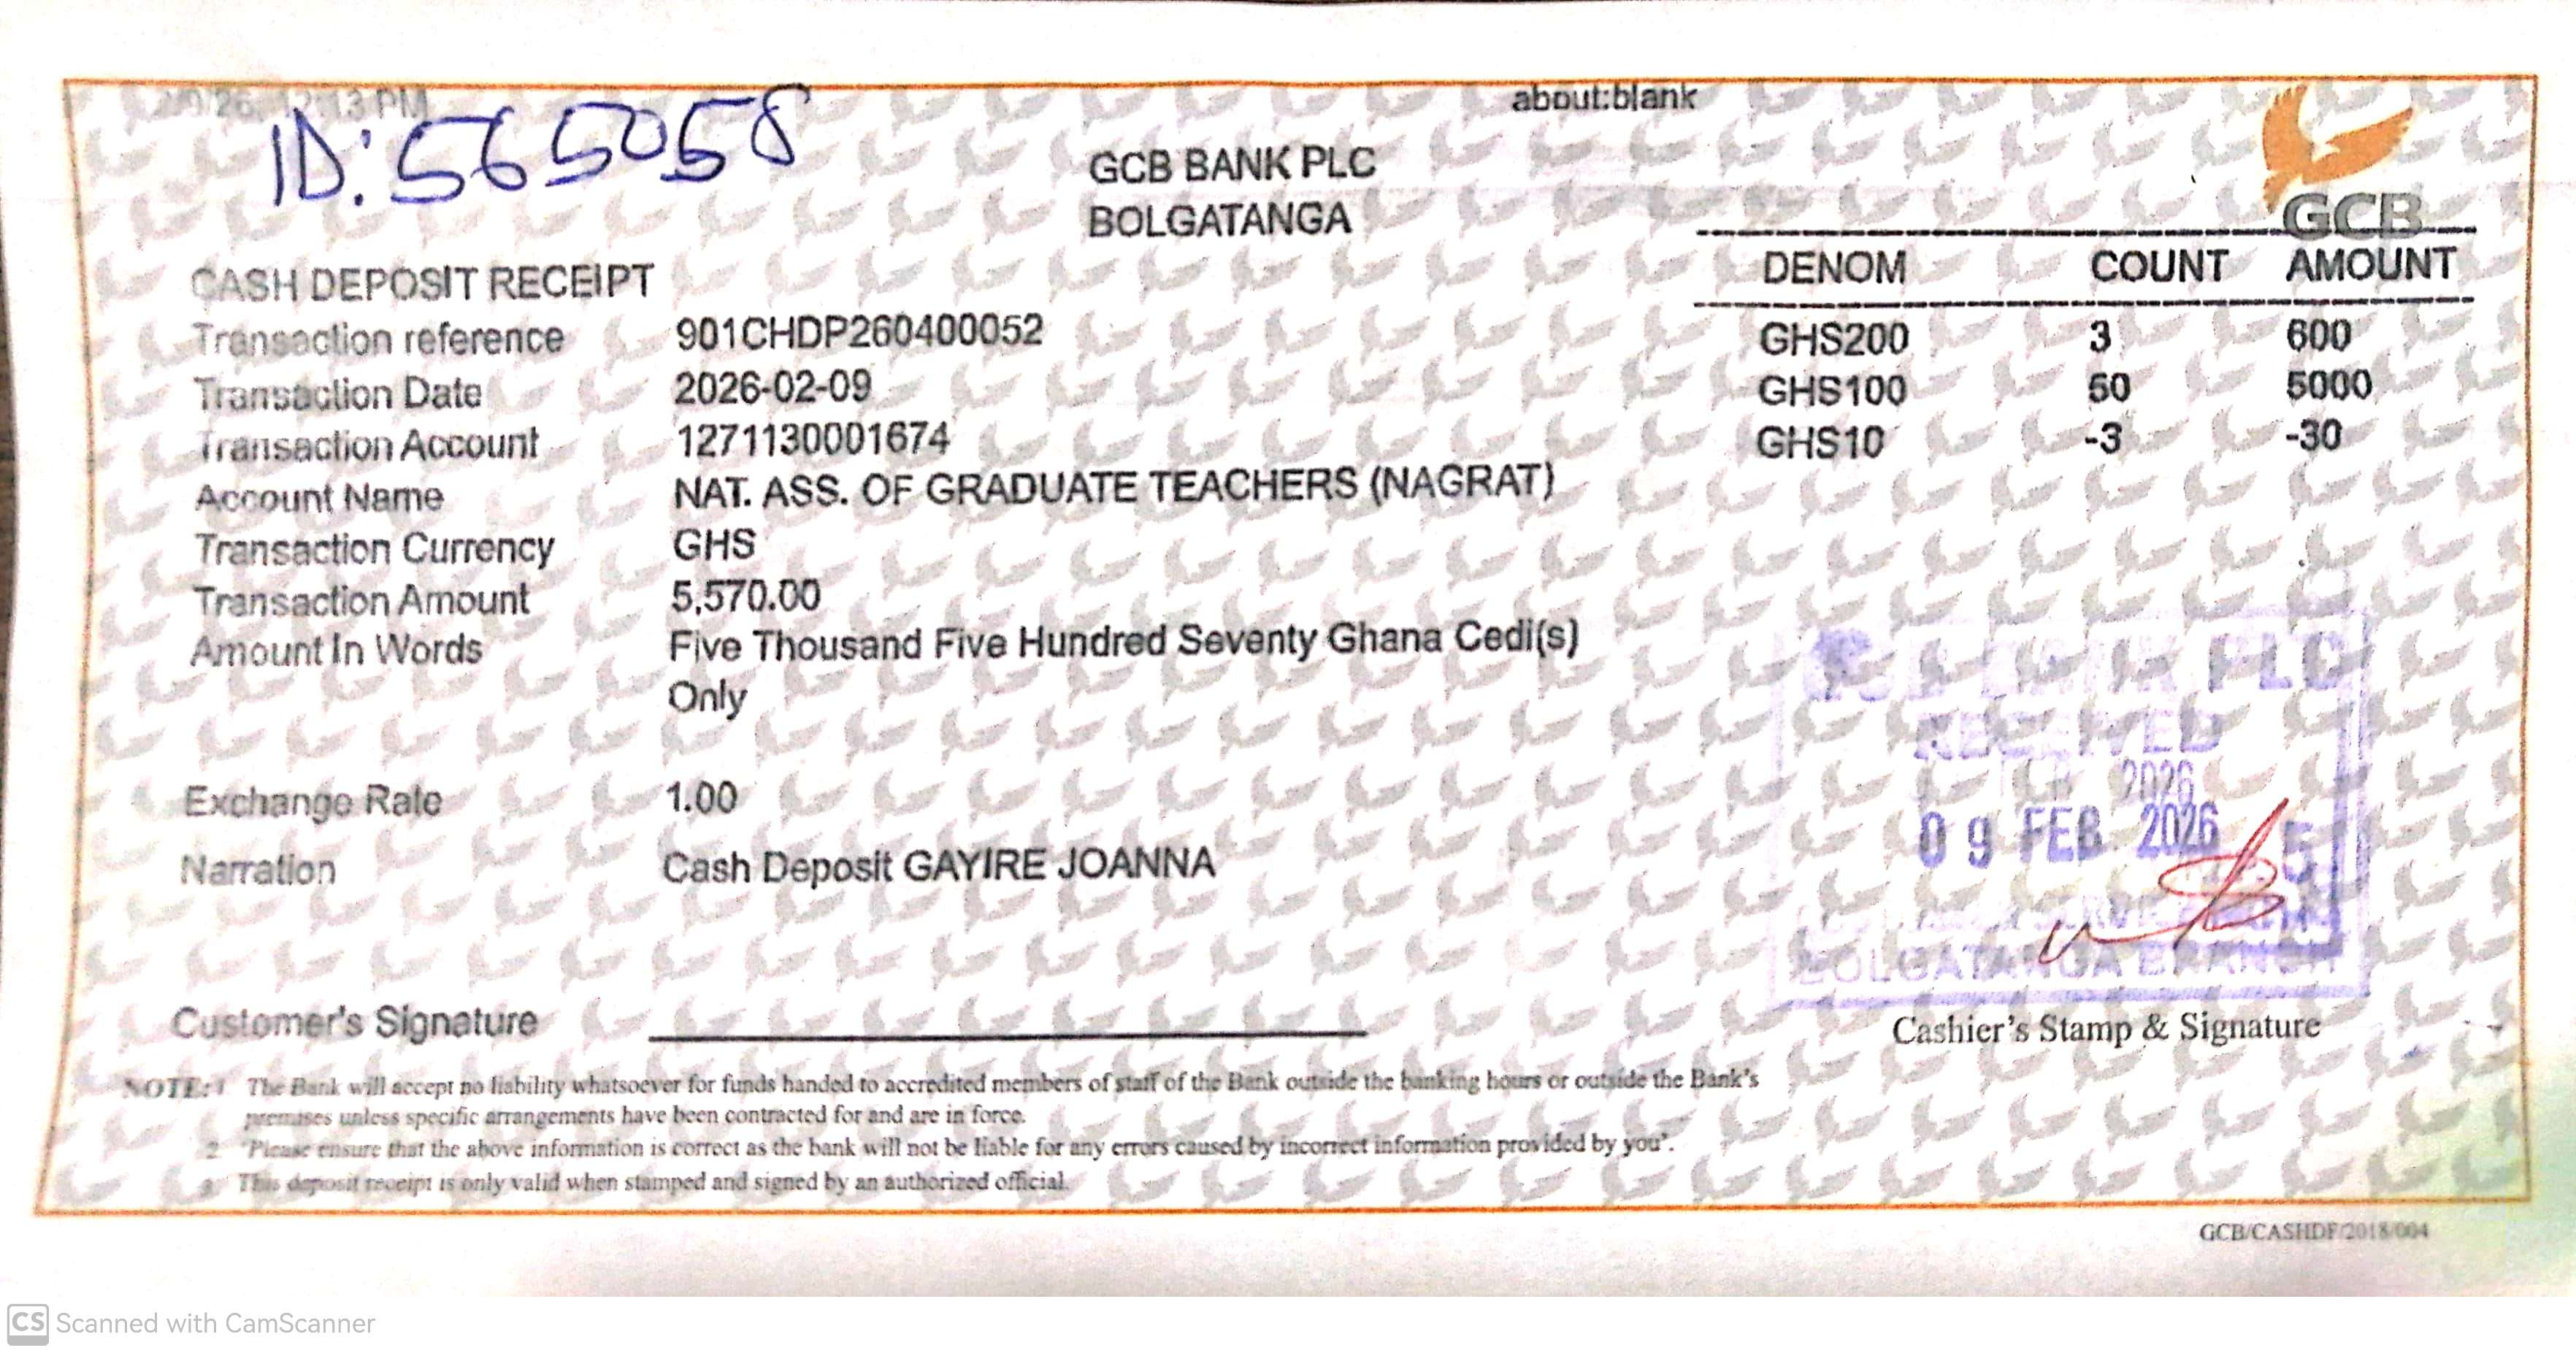 12:13 PM
about:blank
ID: 565058
GCB BANK PLC
BOLGATANGA
GCB
CASH DEPOSIT RECEIPT
Transaction reference 901CHDP260400052
Transaction Date 2026-02-09
Transaction Account 1271130001674
Account Name NAT. ASS. OF GRADUATE TEACHERS (NAGRAT)
Transaction Currency GHS
Transaction Amount 5,570.00
Amount In Words Five Thousand Five Hundred Seventy Ghana Cedi(s)
Only
Exchange Rate 1.00
Narration Cash Deposit GAYIRE JOANNA
DENOM COUNT AMOUNT
GHS200 3 600
GHS100 50 5000
GHS10 -3 -30
PLC
RECEIVED
2026
09 FEB 2026
5
BOLGATANGA BRANCH
Customer's Signature
Cashier's Stamp & Signature
NOTE: 1 The Bank will accept no liability whatsoever for funds handed to accredited members of staff of the Bank outside the banking hours or outside the Bank's
premises unless specific arrangements have been contracted for and are in force.
2 "Please ensure that the above information is correct as the bank will not be liable for any errors caused by incorrect information provided by you'.
3 This deposit receipt is only valid when stamped and signed by an authorized official.
GCB/CASHDF/2018/004
CS Scanned with CamScanner